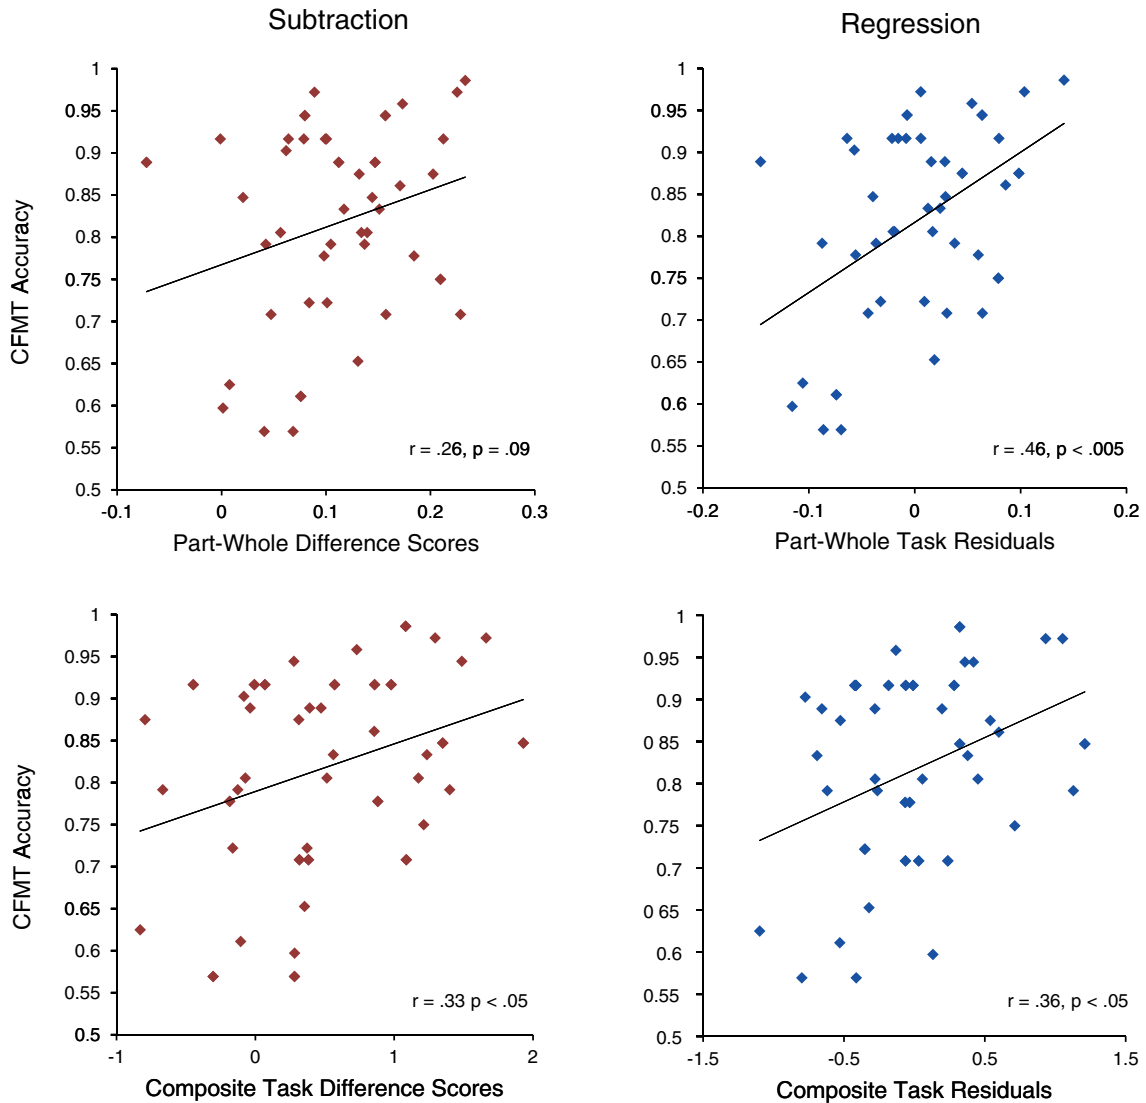 Subtraction
Regression
1
0.95
0.9
0.85
0.8
0.75
0.7
0.65
0.6
0.55
0.5
CFMT Accuracy
r = .26, p = .09
-0.1 0 0.1 0.2 0.3
Part-Whole Difference Scores
1
0.95
0.9
0.85
0.8
0.75
0.7
0.65
0.6
0.55
0.5
r = .46, p < .005
-0.2 -0.1 0 0.1 0.2
Part-Whole Task Residuals
1
0.95
0.9
0.85
0.8
0.75
0.7
0.65
0.6
0.55
0.5
CFMT Accuracy
r = .33 p < .05
-1 0 1 2
Composite Task Difference Scores
1
0.95
0.9
0 85
0.8
0.75
0.7
0 65
0.6
0.55
0.5
r = .36, p < .05
-1.5 -0.5 0.5 1.5
Composite Task Residuals